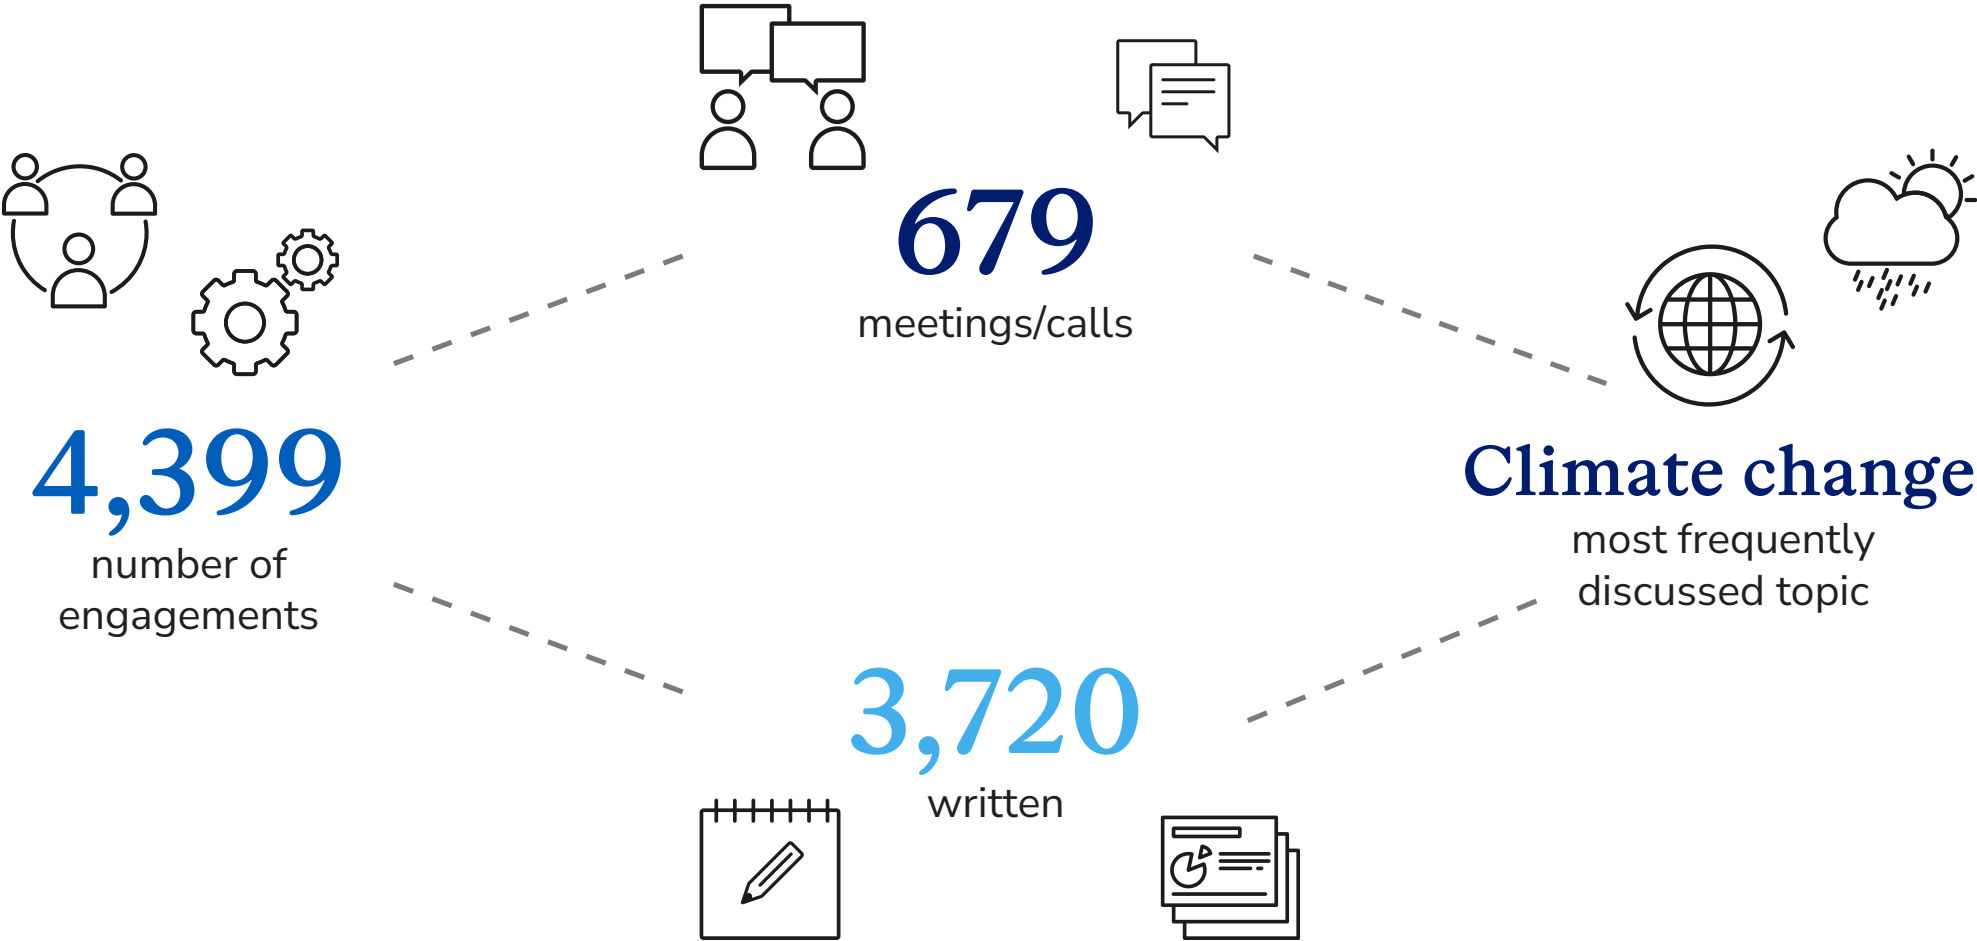 679
meetings/calls
4,399
number of
engagements
Climate change
most frequently
discussed topic
3,720
written